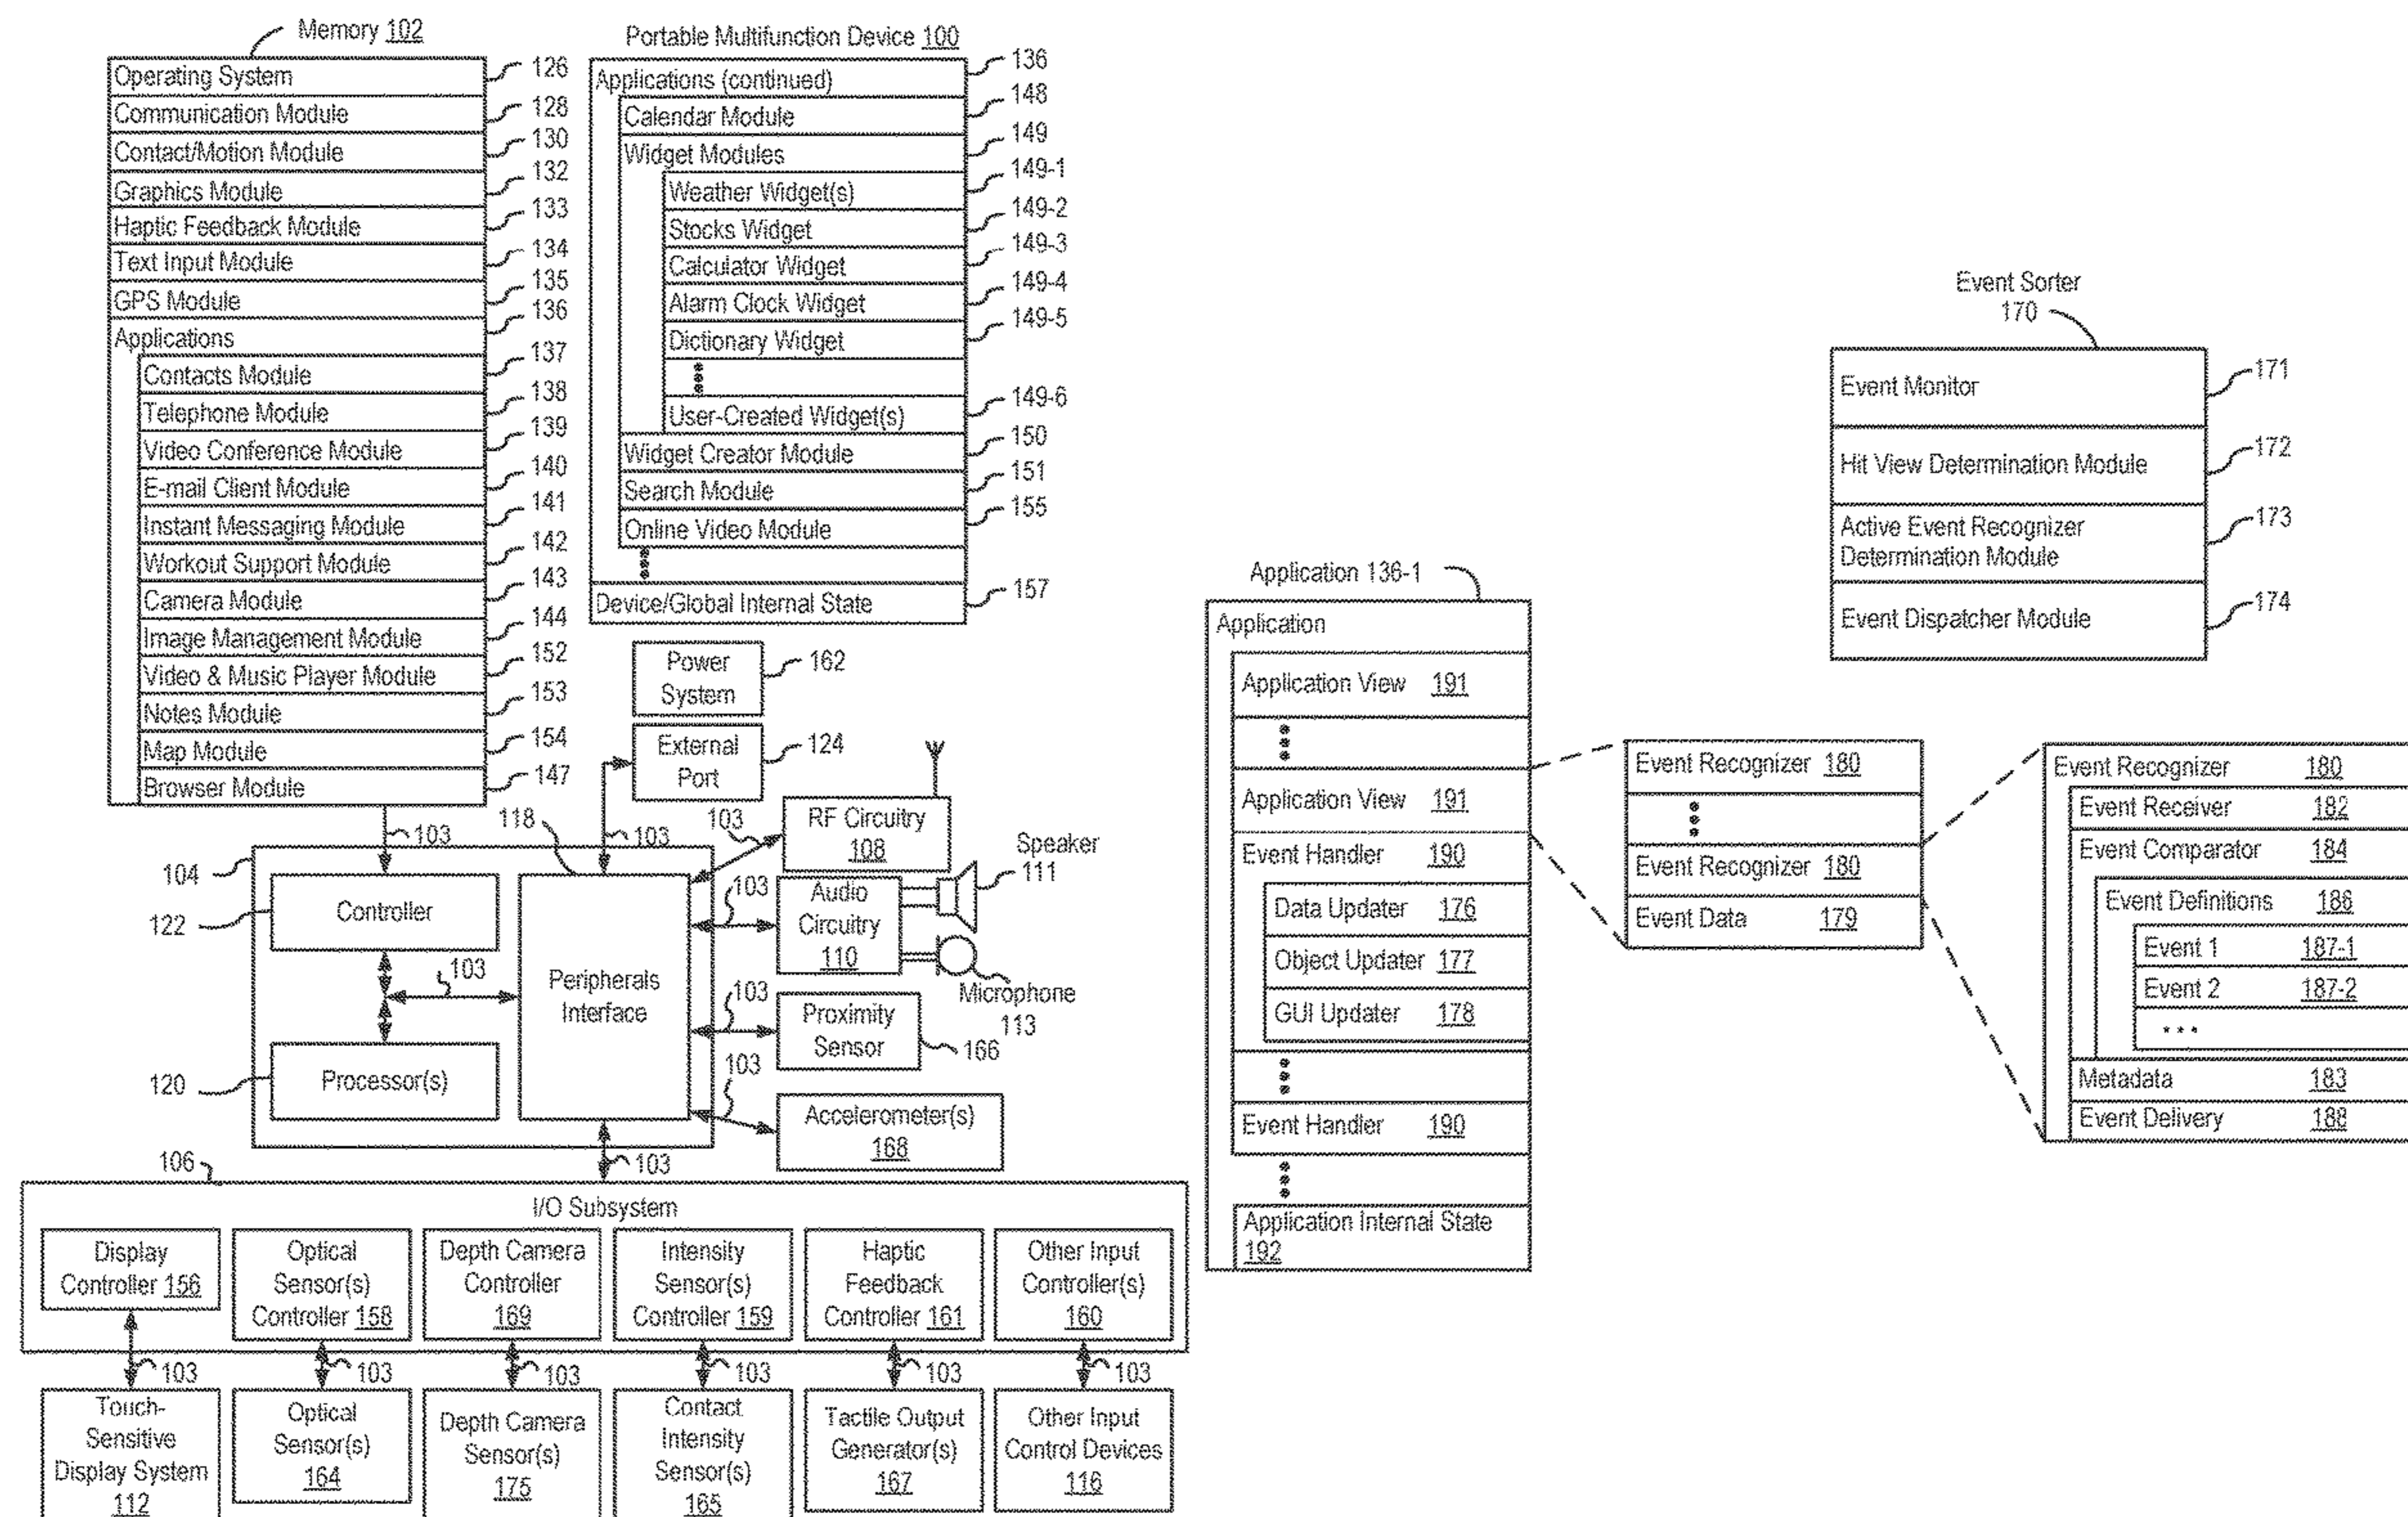 Memory 102
Operating System 126
Communication Module 128
Contact/Motion Module 130
Graphics Module 132
Haptic Feedback Module 133
Text Input Module 134
GPS Module 135
Applications 136
Contacts Module 137
Telephone Module 138
Video Conference Module 139
E-mail Client Module 140
Instant Messaging Module 141
Workout Support Module 142
Camera Module 143
Image Management Module 144
Video & Music Player Module 152
Notes Module 153
Map Module 154
Browser Module 147
Portable Multifunction Device 100
Applications (continued) 136
Calendar Module 148
Widget Modules 149
Weather Widget(s) 149-1
Stocks Widget 149-2
Calculator Widget 149-3
Alarm Clock Widget 149-4
Dictionary Widget 149-5
User-Created Widget(s) 149-6
Widget Creator Module 150
Search Module 151
Online Video Module 155
Device/Global Internal State 157
Power
System
162
External
Port
124
103
118
103
103
RF Circuitry
108
Speaker
111
104
122
Controller
103
Peripherals
Interface
103
Audio
Circuitry
110
Microphone
113
103
Proximity
Sensor
166
120
Processor(s)
103
Accelerometer(s)
168
103
106
I/O Subsystem
Display
Controller 156
Optical
Sensor(s)
Controller 158
Depth Camera
Controller
169
Intensity
Sensor(s)
Controller 159
Haptic
Feedback
Controller 161
Other Input
Controller(s)
160
103
103
103
103
103
103
Touch-
Sensitive
Display System
112
Optical
Sensor(s)
164
Depth Camera
Sensor(s)
175
Contact
Intensity
Sensor(s)
165
Tactile Output
Generator(s)
167
Other Input
Control Devices
116
Application 136-1
Application
Application View 191
Application View 191
Event Handler 190
Data Updater 176
Object Updater 177
GUI Updater 178
Event Handler 190
Application Internal State
192
Event Sorter
170
Event Monitor 171
Hit View Determination Module 172
Active Event Recognizer 173
Determination Module
Event Dispatcher Module 174
Event Recognizer 180
Event Recognizer 180
Event Data 179
Event Recognizer 180
Event Receiver 182
Event Comparator 184
Event Definitions 186
Event 1 187-1
Event 2 187-2
• • •
Metadata 183
Event Delivery 188